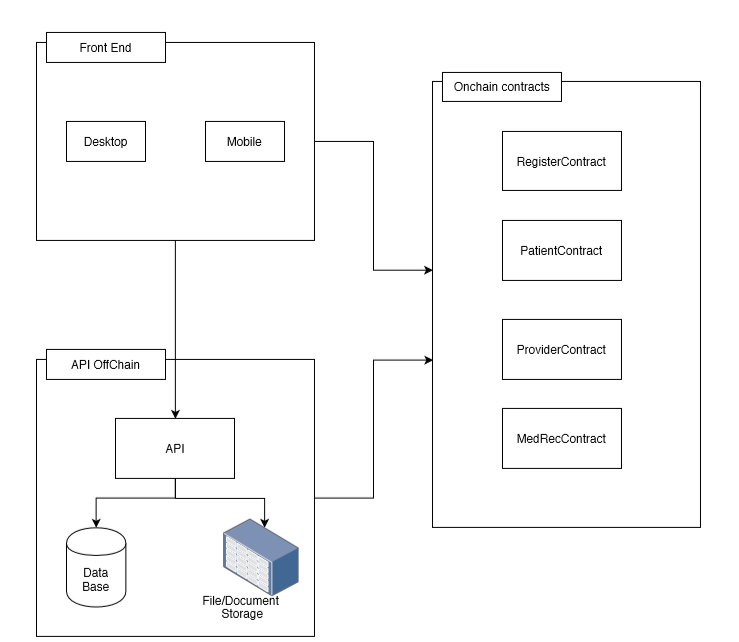 Front End
Desktop
Mobile
Onchain contracts
RegisterContract
PatientContract
ProviderContract
MedRecContract
API OffChain
API
Data
Base
File/Document
Storage